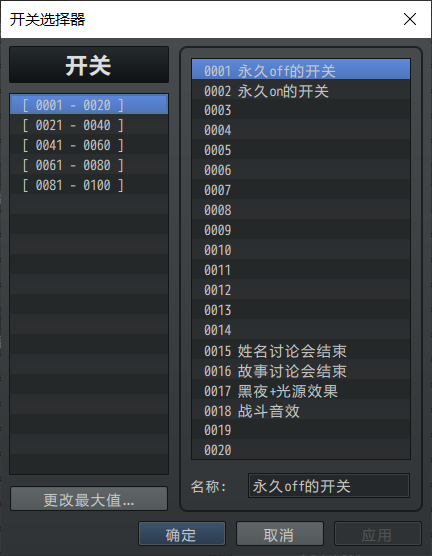 开关选择器
开关
[ 0001 - 0020 ]
[ 0021 - 0040 ]
[ 0041 - 0060 ]
[ 0061 - 0080 ]
[ 0081 - 0100 ]
更改最大值...
0001 永久off的开关
0002 永久on的开关
0003
0004
0005
0006
0007
0008
0009
0010
0011
0012
0013
0014
0015 姓名讨论会结束
0016 故事讨论会结束
0017 黑夜+光源效果
0018 战斗音效
0019
0020
名称: 永久off的开关
确定 取消 应用